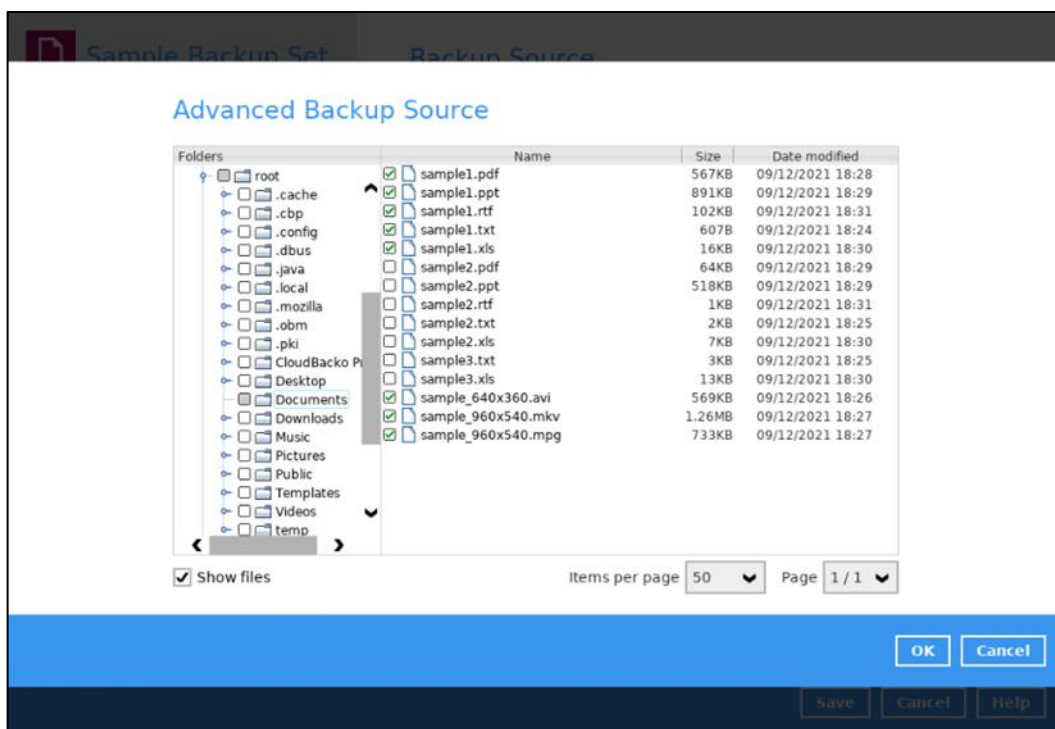 Sample Backup Set
Backup Source
Advanced Backup Source
Folders
Name Size Date modified
root
.cache
.cbp
.config
.dbus
.java
.local
.mozilla
.obm
.pki
CloudBacko P
Desktop
Documents
Downloads
Music
Pictures
Public
Templates
Videos
temp
sample1.pdf 567KB 09/12/2021 18:28
sample1.ppt 891KB 09/12/2021 18:29
sample1.rtf 102KB 09/12/2021 18:31
sample1.txt 607B 09/12/2021 18:24
sample1.xls 16KB 09/12/2021 18:30
sample2.pdf 64KB 09/12/2021 18:29
sample2.ppt 518KB 09/12/2021 18:29
sample2.rtf 1KB 09/12/2021 18:31
sample2.txt 2KB 09/12/2021 18:25
sample2.xls 7KB 09/12/2021 18:30
sample3.txt 3KB 09/12/2021 18:25
sample3.xls 13KB 09/12/2021 18:30
sample_640x360.avi 569KB 09/12/2021 18:26
sample_960x540.mkv 1.26MB 09/12/2021 18:27
sample_960x540.mpg 733KB 09/12/2021 18:27
Show files
Items per page 50 Page 1 / 1
OK Cancel
Save Cancel Help